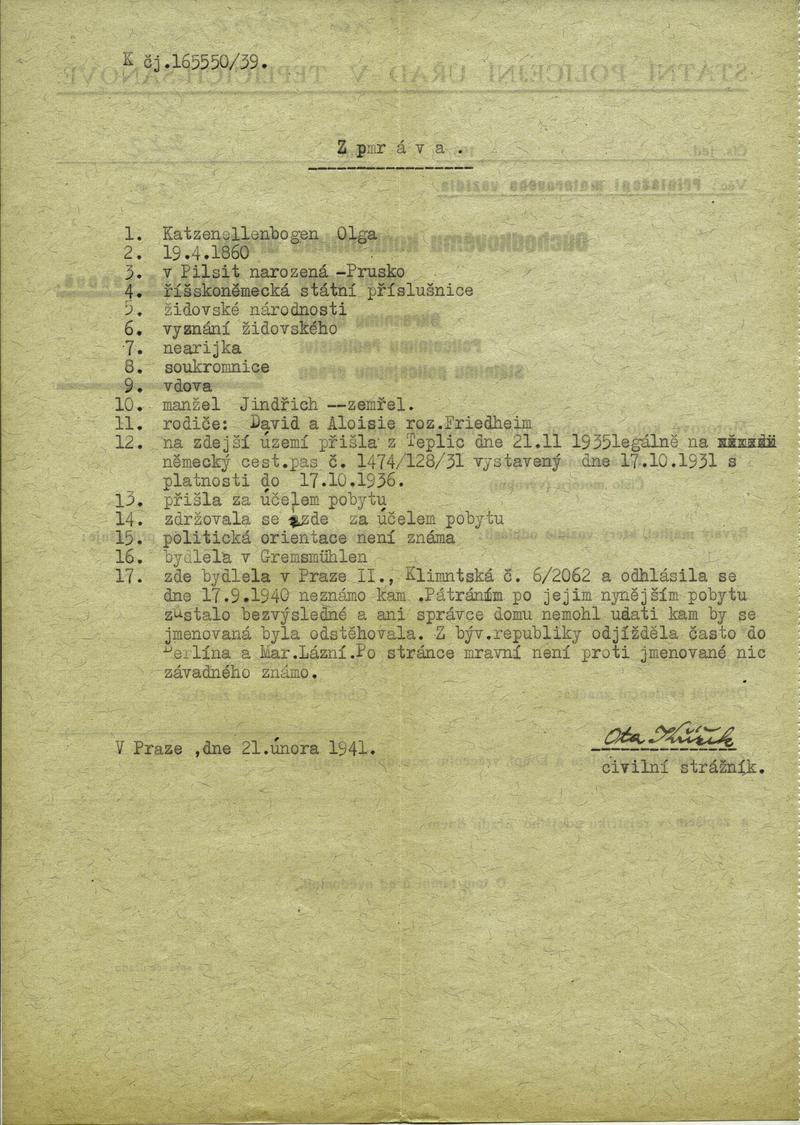 K čj.165550/39.
Z pmr á v a .
1. Katzenellenbogen Olga
2. 19.4.1860
3. v Pilsit narozená -Prusko
4. říšskoněmecká státní příslušnice
5. židovské národnosti
6. vyznání židovského
7. nearijka
8. soukromnice
9. vdova
10. manžel Jindřich --zemřel.
11. rodiče: David a Aloisie roz.Friedheim
12. na zdejší území přišla z Teplic dne 21.11 1935legálně na
německý cest.pas č. 1474/128/31 vystavený dne 17.10.1931 s
platnosti do 17.10.1936.
13. přišla za účelem pobytu
14. zdržovala se zde za účelem pobytu
15. politická orientace není známa
16. bydlela v Gremsmühlen
17. zde bydlela v Praze II., Klimntská č. 6/2062 a odhlásila se
dne 17.9.1940 neznámo kam .Pátráním po jejim nynějším pobytu
zustalo bezvýsledné a ani správce domu nemohl udati kam by se
jmenovaná byla odstěhovala. Z býv.republiky odjížděla často do
Berlína a Mar.Lázní.Po stránce mravní není proti jmenované nic
závadného známo.
V Praze ,dne 21.února 1941.
Ota
civilní strážník.